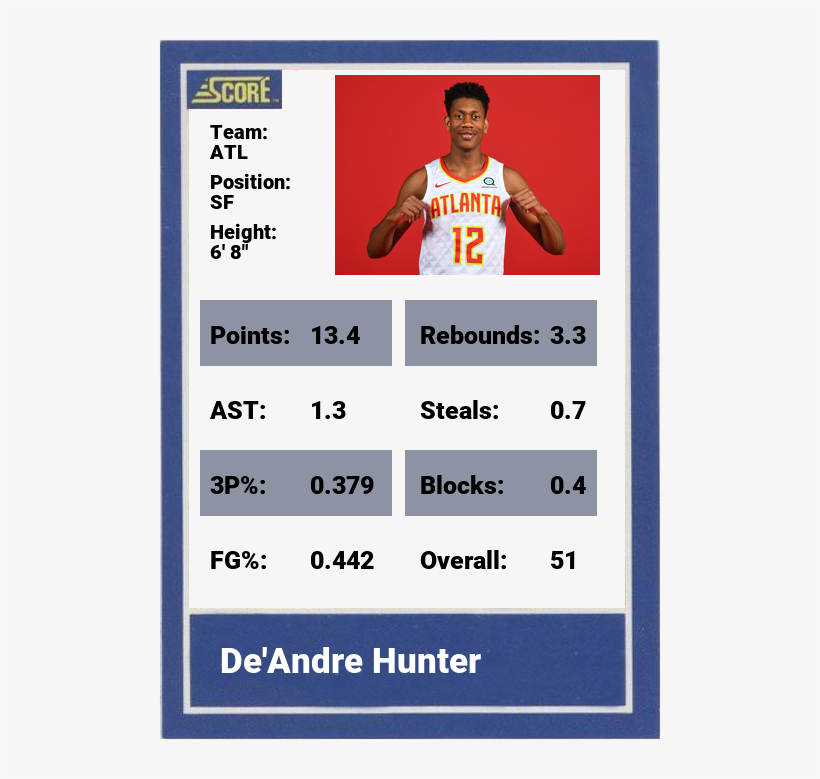 SCORE
TM
Team:
ATL
Position:
SF
Height:
6' 8"
ATLANTA
12
Points: 13.4 Rebounds: 3.3
AST: 1.3 Steals: 0.7
3P%: 0.379 Blocks: 0.4
FG%: 0.442 Overall: 51
De'Andre Hunter